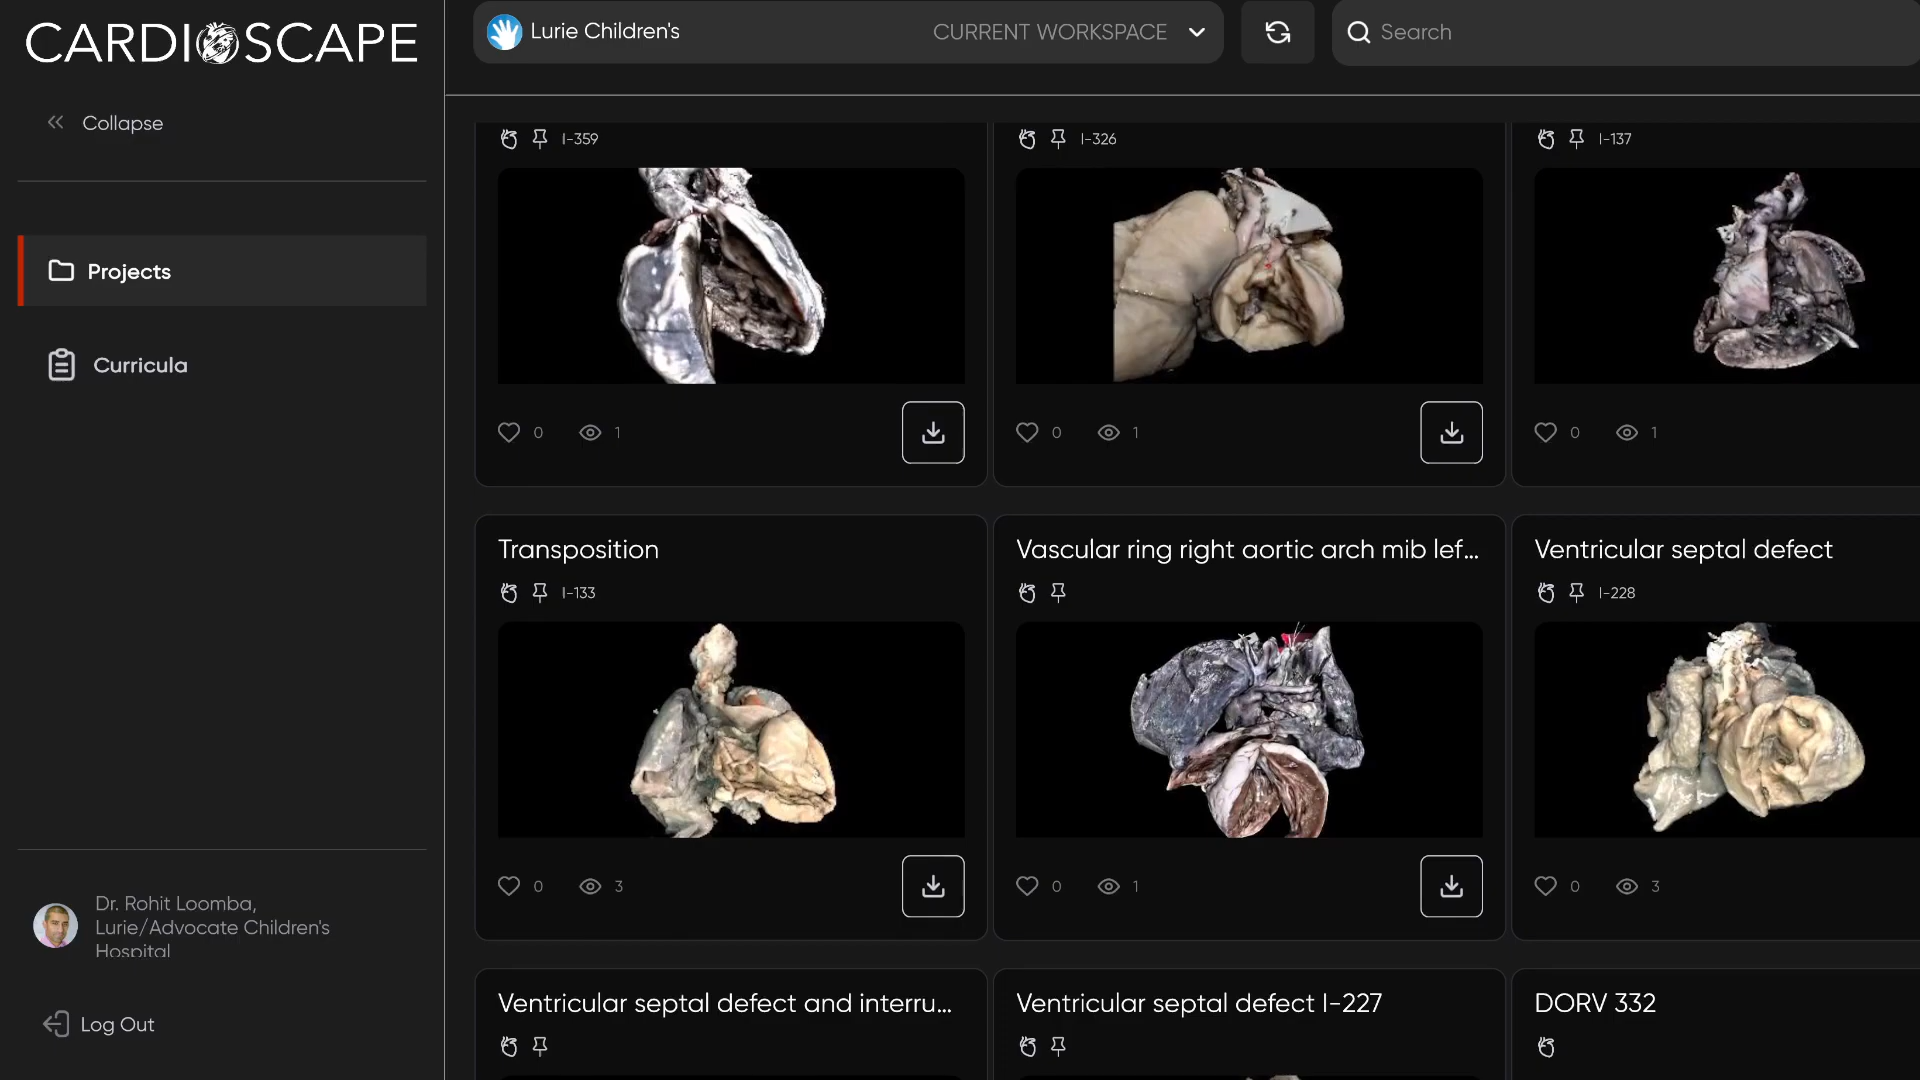 CARDIOSCAPE
Collapse
Projects
Curricula
Dr. Rohit Loomba,
Lurie/Advocate Children's
Hospital
Log Out
Lurie Children's
CURRENT WORKSPACE
Search
I-359
0
1
I-326
0
1
I-137
0
1
Transposition
I-133
0
3
Vascular ring right aortic arch mib lef...
0
1
Ventricular septal defect
I-228
0
3
Ventricular septal defect and interru...
Ventricular septal defect I-227
DORV 332